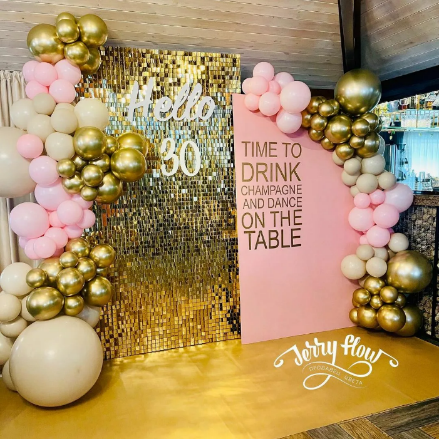 Hello
30
TIME TO
DRINK
CHAMPAGNE
AND DANCE
ON THE
TABLE
Jerry flow